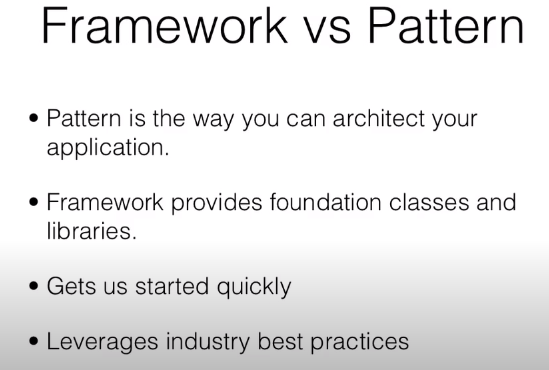 Framework vs Pattern
• Pattern is the way you can architect your
application.
• Framework provides foundation classes and
libraries.
• Gets us started quickly
• Leverages industry best practices